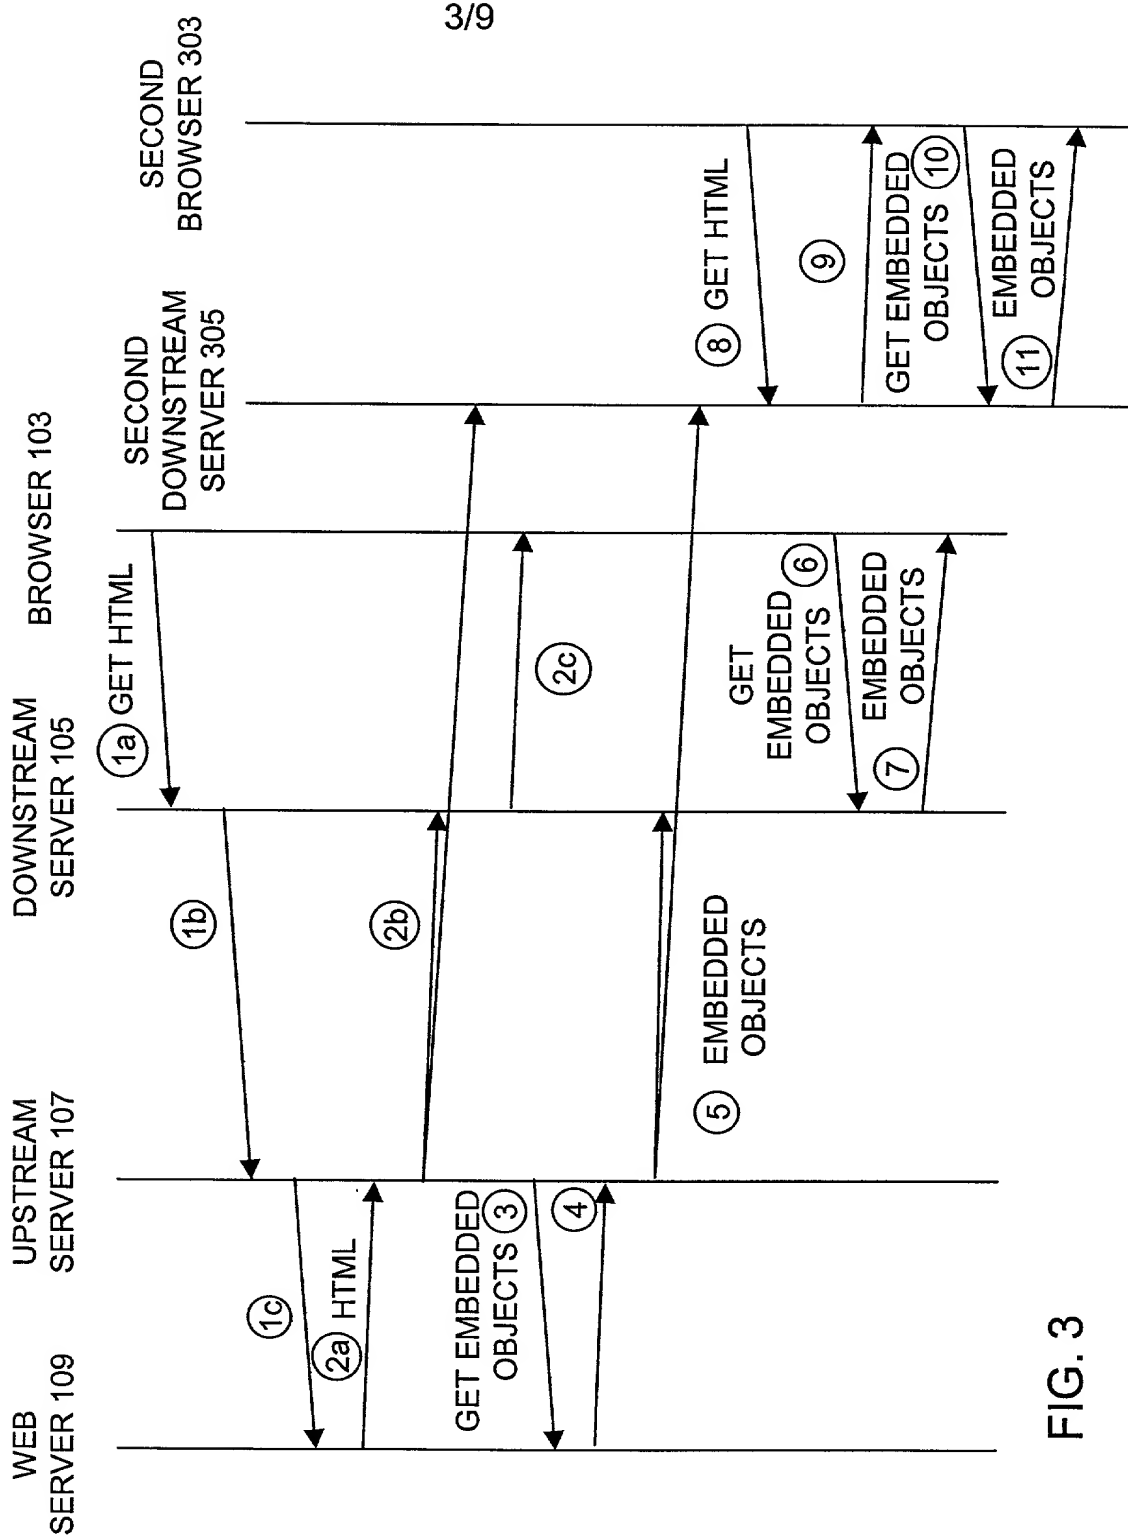 3/9
WEB
SERVER 109
UPSTREAM
SERVER 107
DOWNSTREAM
SERVER 105
BROWSER 103
SECOND
DOWNSTREAM
SERVER 305
SECOND
BROWSER 303
1a GET HTML
1b
1c
2a HTML
2b
2c
GET EMBEDDED
OBJECTS 3
4
5 EMBEDDED
OBJECTS
GET
EMBEDDED
OBJECTS 6
EMBEDDED
OBJECTS
7
8 GET HTML
9
GET EMBEDDED
OBJECTS 10
EMBEDDED
OBJECTS
11
FIG. 3